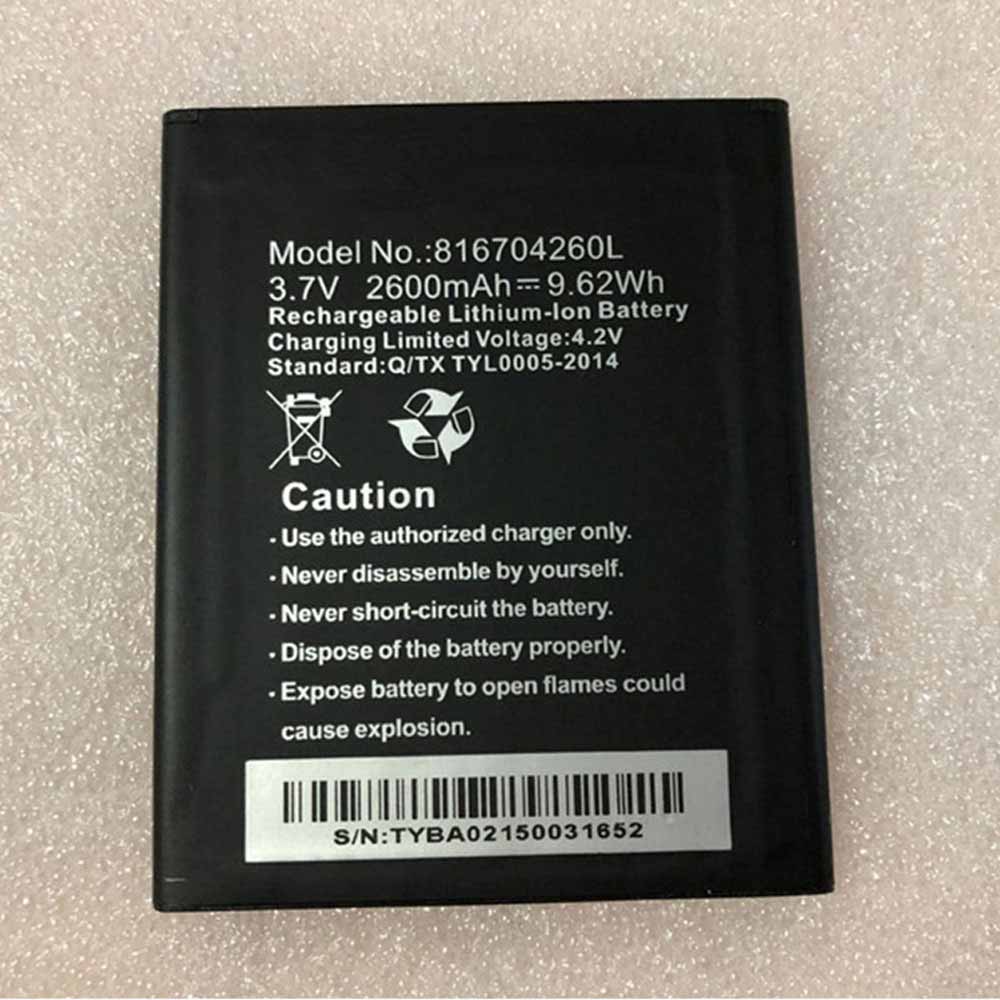 Model No.:816704260L
3.7V 2600mAh⎓9.62Wh
Rechargeable Lithium-Ion Battery
Charging Limited Voltage:4.2V
Standard:Q/TX TYL0005-2014
Caution
· Use the authorized charger only.
· Never disassemble by yourself.
· Never short-circuit the battery.
· Dispose of the battery properly.
· Expose battery to open flames could
cause explosion.
S/N:TYBA02150031652